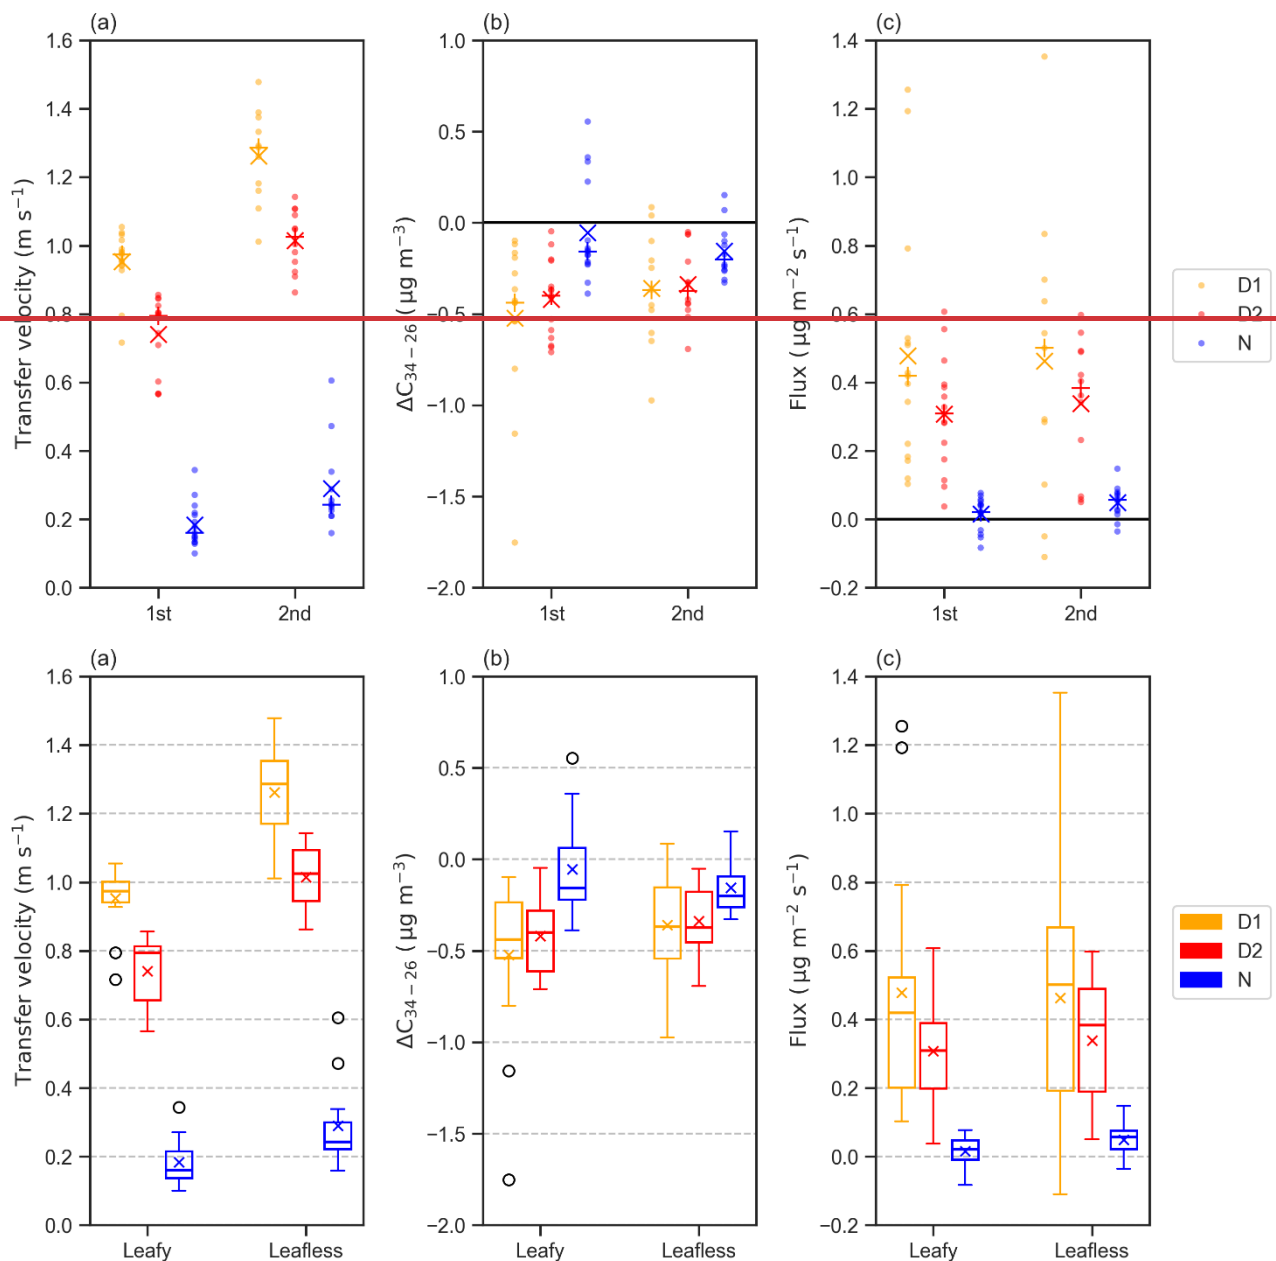 (a)
(b)
(c)
1.6
1.4
1.2
1.0
0.8
0.6
0.4
0.2
0.0
Transfer velocity (m s⁻¹)
1st
2nd
1.0
0.5
0.0
−0.5
−1.0
−1.5
−2.0
ΔC₃₄₋₂₆ (µg m⁻³)
1st
2nd
1.4
1.2
1.0
0.8
0.6
0.4
0.2
0.0
−0.2
Flux (µg m⁻² s⁻¹)
1st
2nd
D1
D2
N
(a)
(b)
(c)
1.6
1.4
1.2
1.0
0.8
0.6
0.4
0.2
0.0
Transfer velocity (m s⁻¹)
Leafy
Leafless
1.0
0.5
0.0
−0.5
−1.0
−1.5
−2.0
ΔC₃₄₋₂₆ (µg m⁻³)
Leafy
Leafless
1.4
1.2
1.0
0.8
0.6
0.4
0.2
0.0
−0.2
Flux (µg m⁻² s⁻¹)
Leafy
Leafless
D1
D2
N